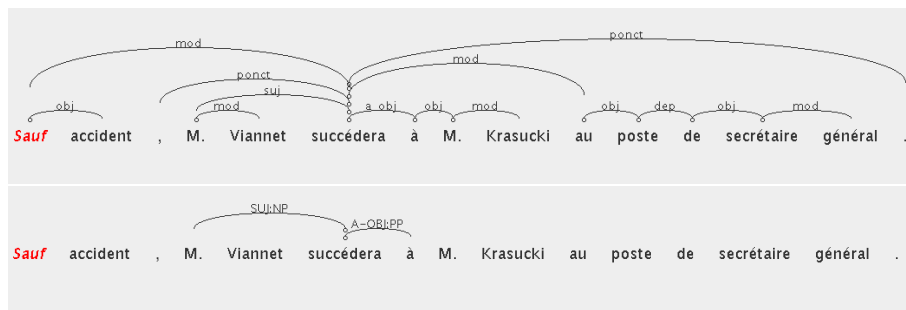 ponct
mod
mod
ponct
suj
obj mod a_obj obj mod obj dep obj mod
Sauf accident , M. Viannet succédera à M. Krasucki au poste de secrétaire général .
SUJ:NP
A-OBJ:PP
Sauf accident , M. Viannet succédera à M. Krasucki au poste de secrétaire général .